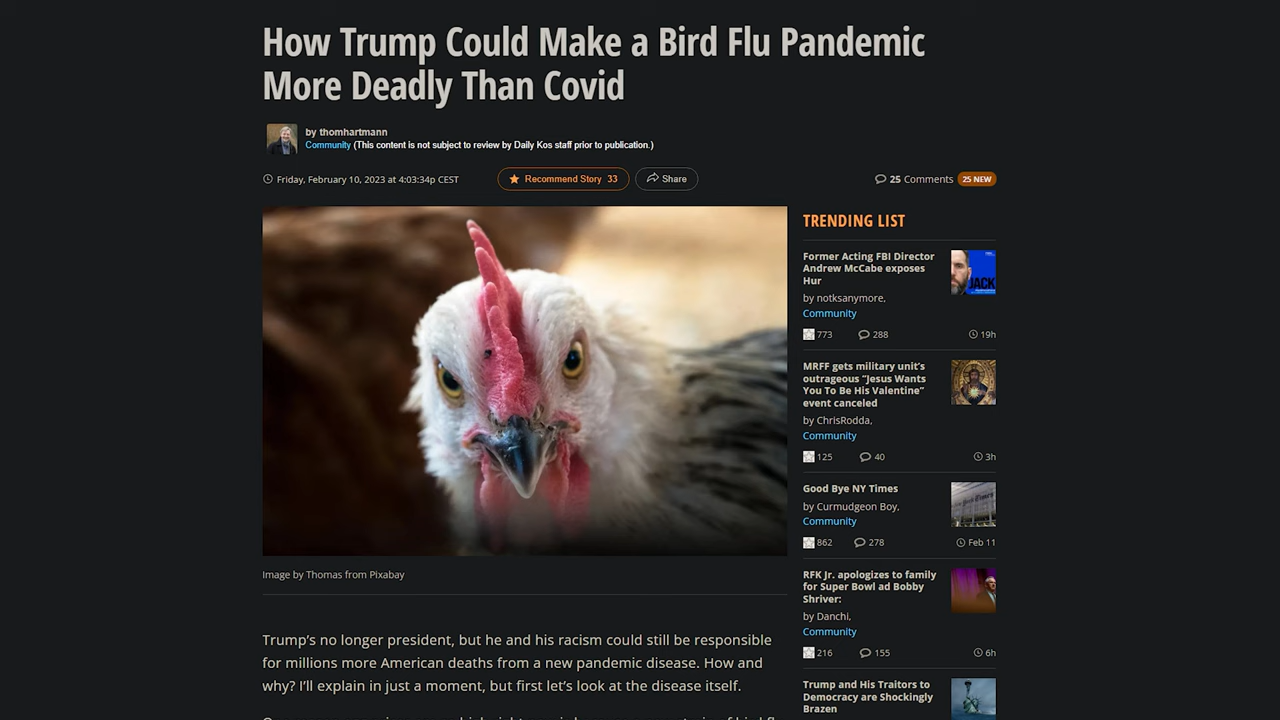 How Trump Could Make a Bird Flu Pandemic
More Deadly Than Covid
by thomhartmann
Community (This content is not subject to review by Daily Kos staff prior to publication.)
Friday, February 10, 2023 at 4:03:34p CEST
Recommend Story 33
Share
25 Comments 25 NEW
Image by Thomas from Pixabay
Trump's no longer president, but he and his racism could still be responsible
for millions more American deaths from a new pandemic disease. How and
why? I'll explain in just a moment, but first let's look at the disease itself.
TRENDING LIST
Former Acting FBI Director
Andrew McCabe exposes
Hur
by notksanymore,
Community
773 288 19h
JACK
MRFF gets military unit's
outrageous “Jesus Wants
You To Be His Valentine”
event canceled
by ChrisRodda,
Community
125 40 3h
Good Bye NY Times
by Curmudgeon Boy,
Community
862 278 Feb 11
RFK Jr. apologizes to family
for Super Bowl ad Bobby
Shriver:
by Danchi,
Community
216 155 6h
Trump and His Traitors to
Democracy are Shockingly
Brazen